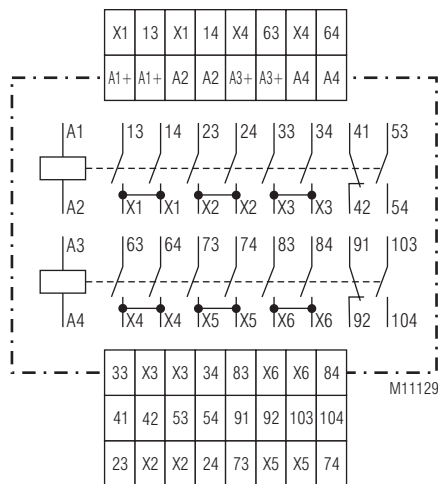 X1 13 X1 14 X4 63 X4 64
A1+ A1+ A2 A2 A3+ A3+ A4 A4
A1 13 14 23 24 33 34 41 53
A2 X1 X1 X2 X2 X3 X3 42 54
A3 63 64 73 74 83 84 91 103
A4 X4 X4 X5 X5 X6 X6 92 104
M11129
33 X3 X3 34 83 X6 X6 84
41 42 53 54 91 92 103 104
23 X2 X2 24 73 X5 X5 74